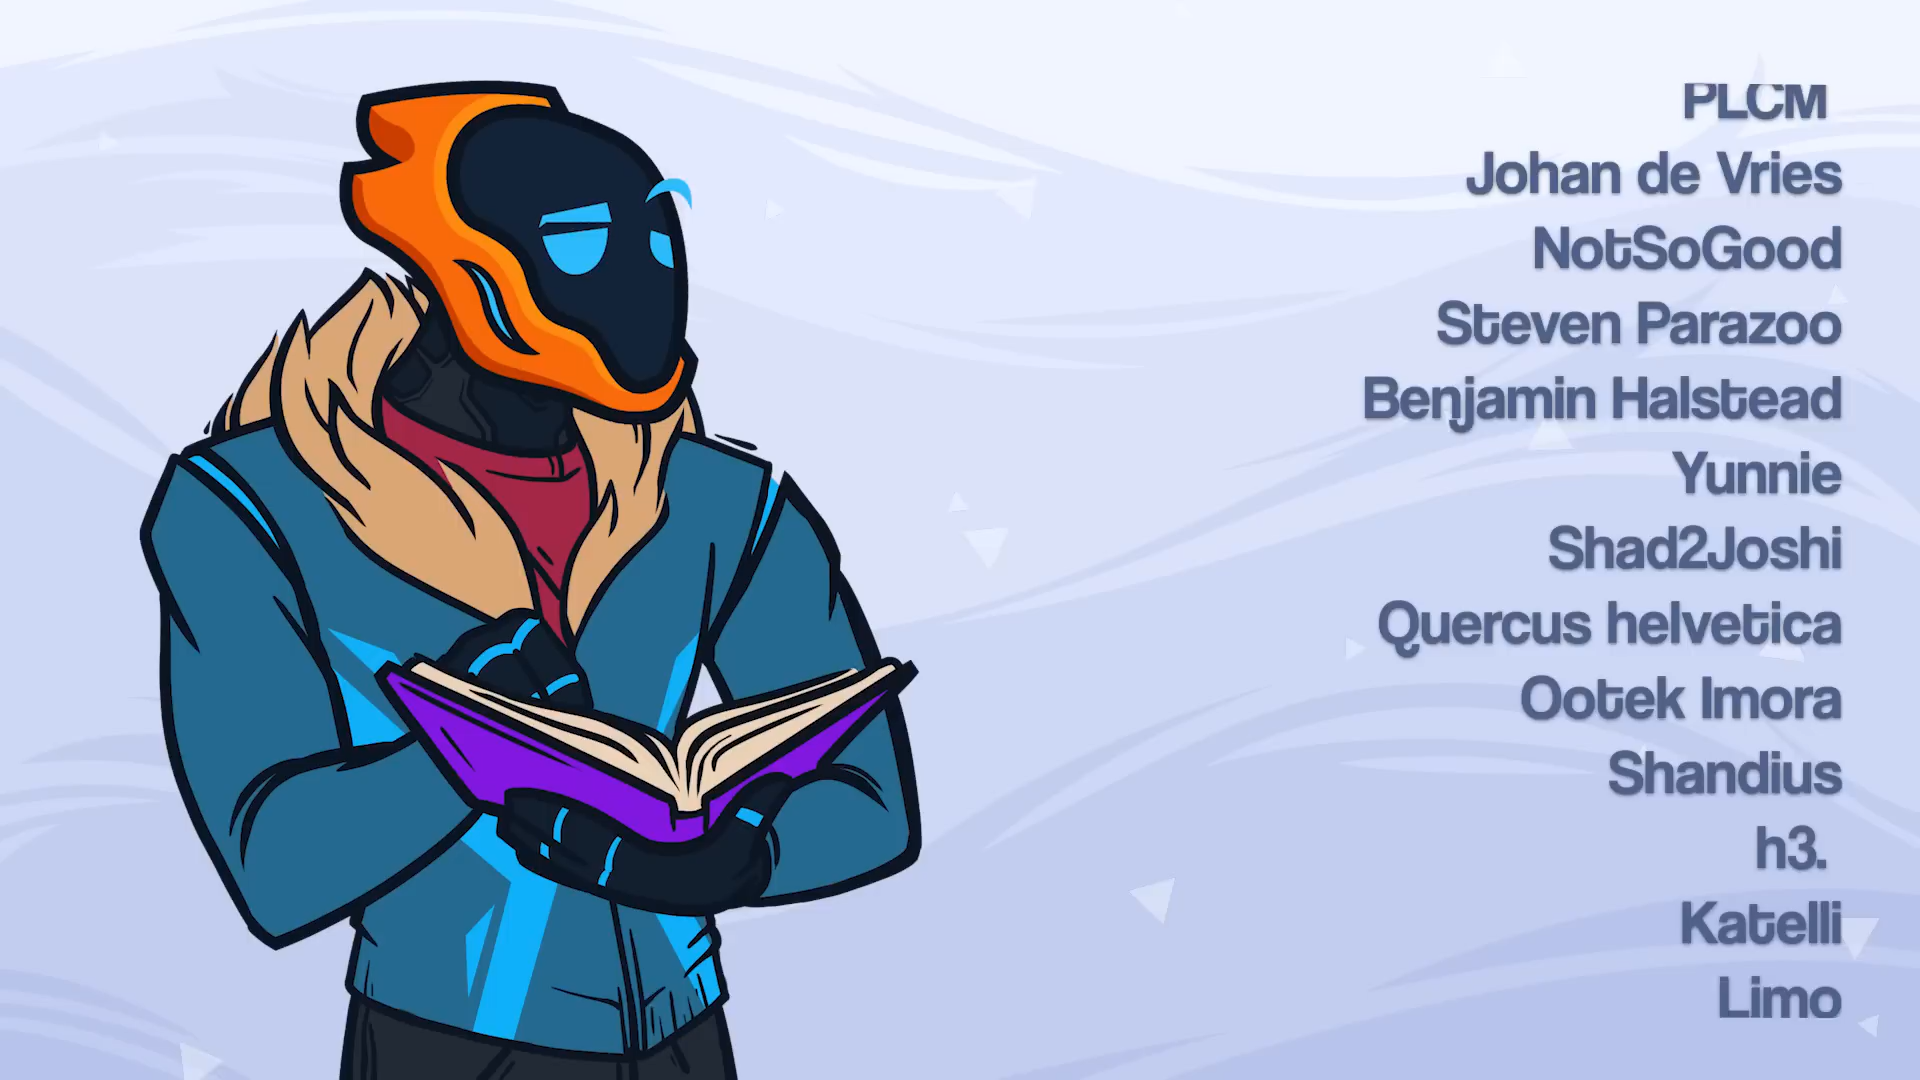 PLCM
Johan de Vries
NotSoGood
Steven Parazoo
Benjamin Halstead
Yunnie
Shad2Joshi
Quercus helvetica
Ootek Imora
Shandius
h3.
Katelli
Limo